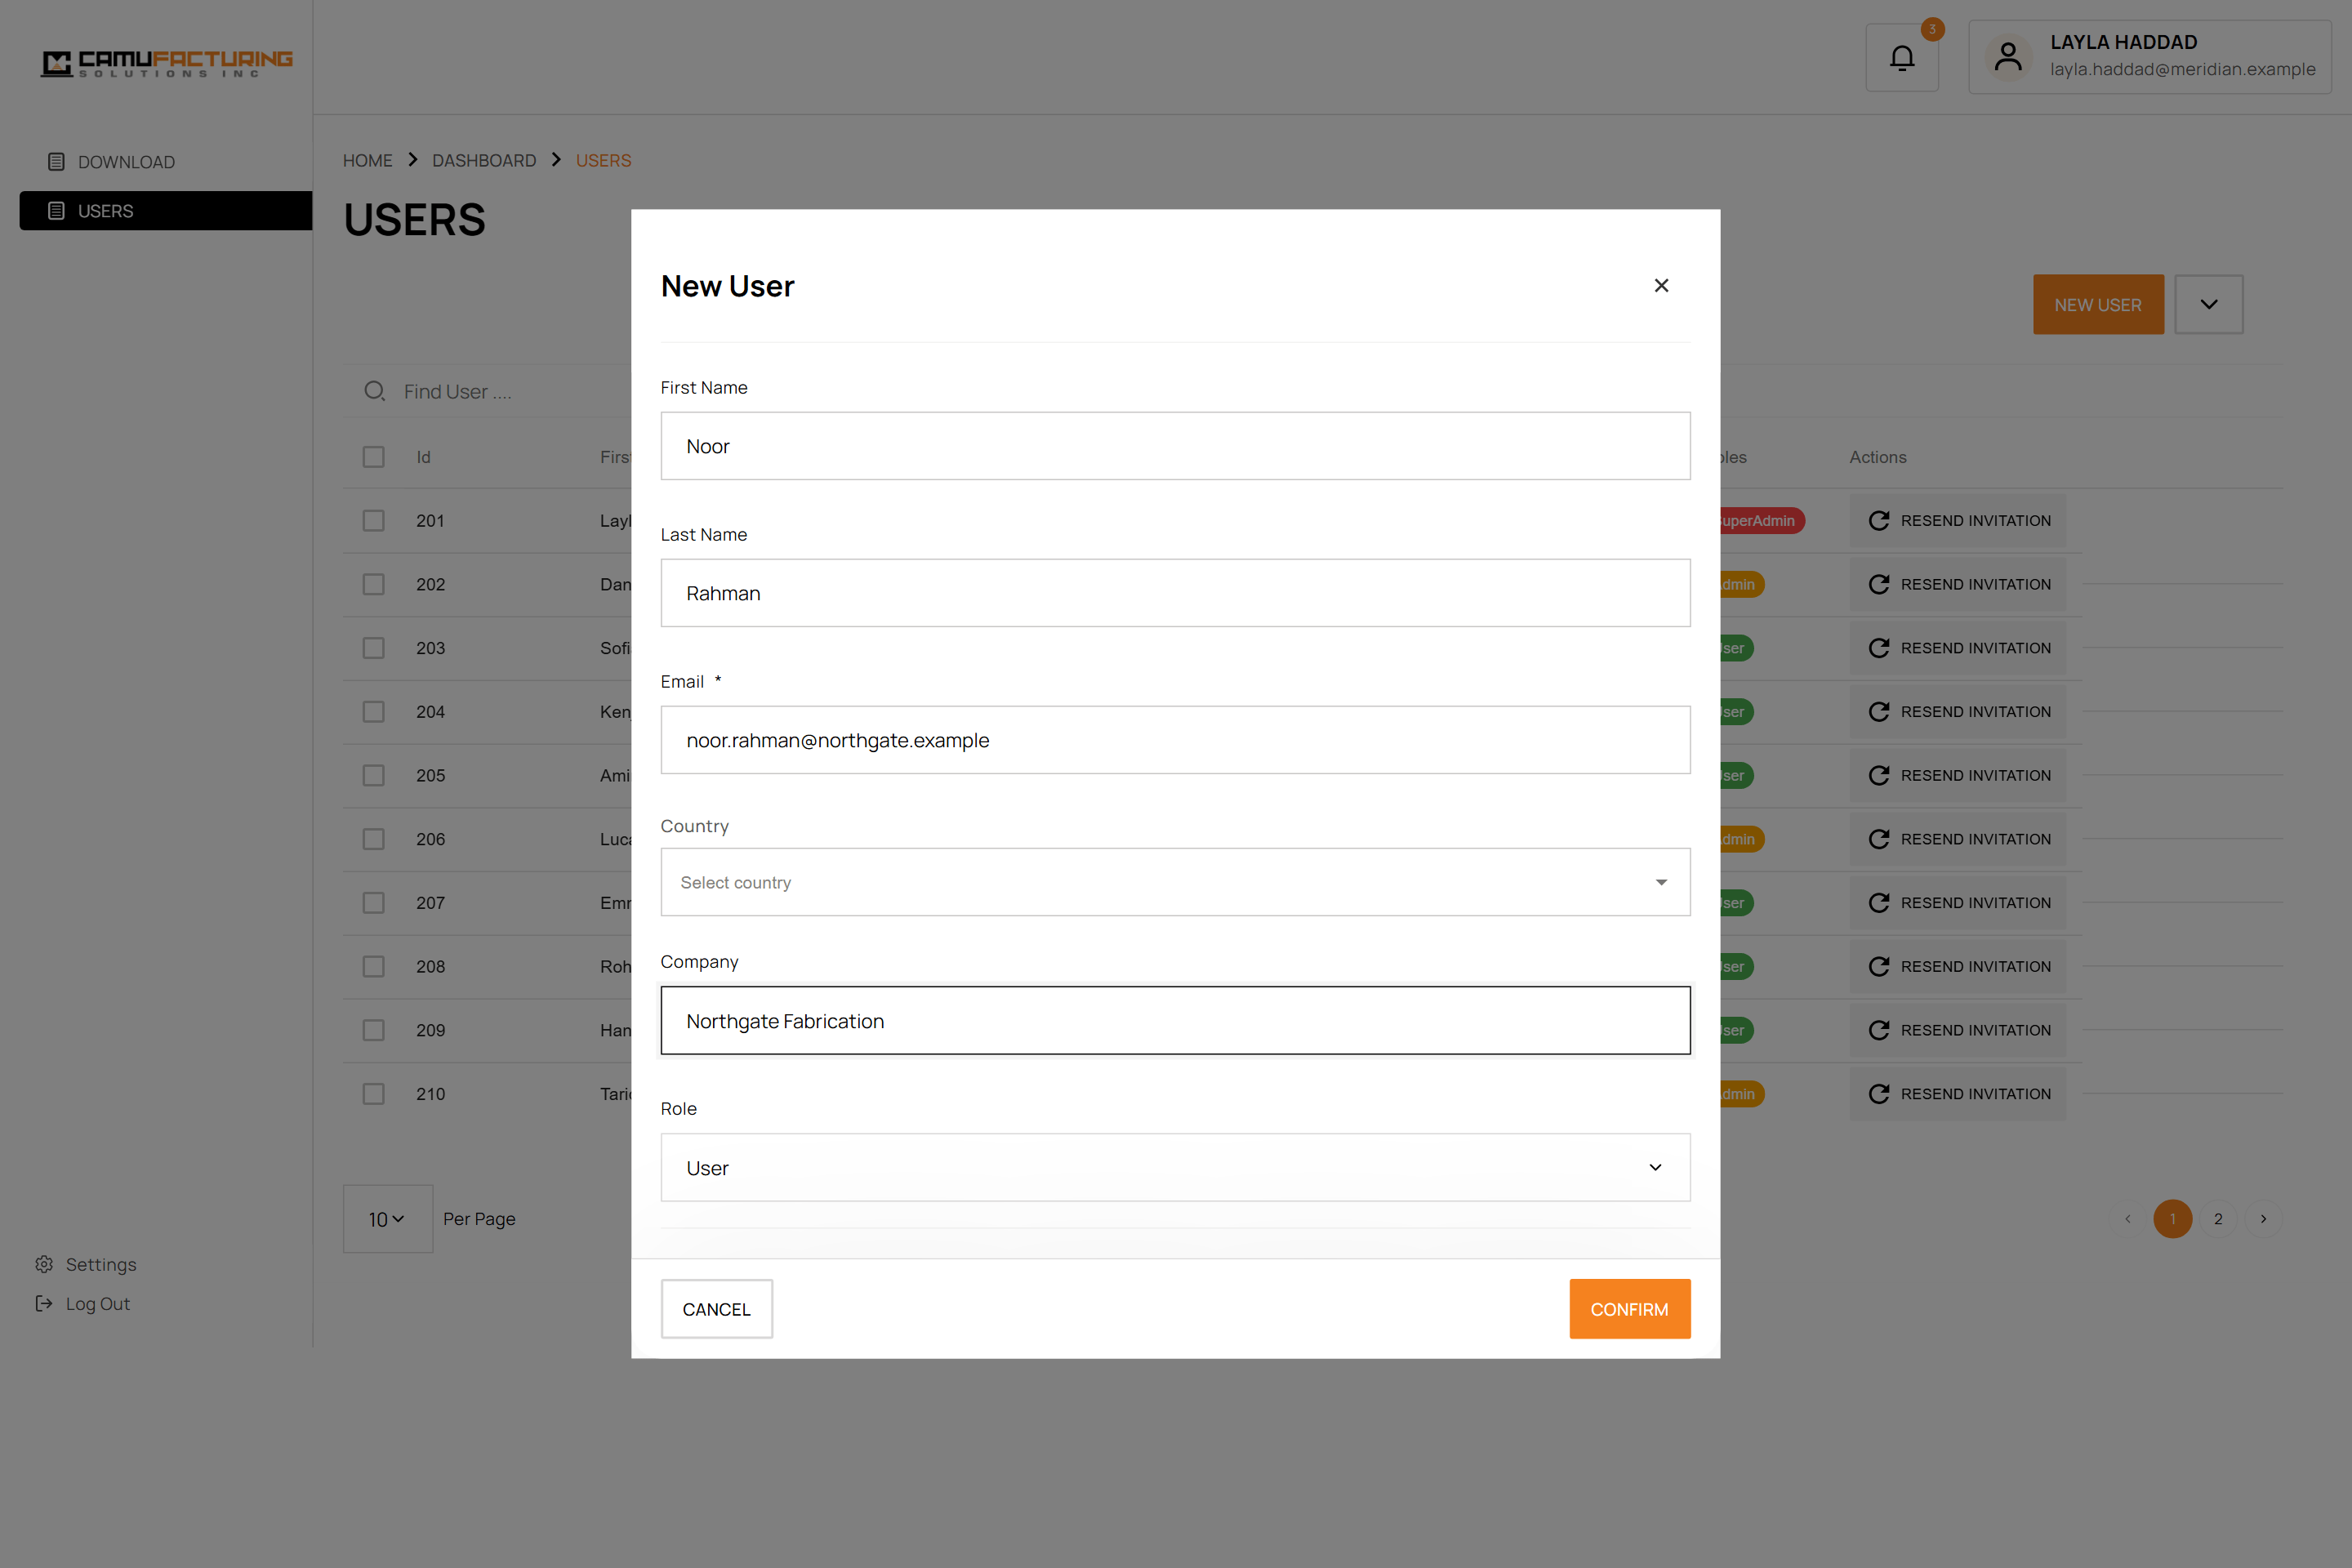 CAMUFACTURING
SOLUTIONS INC
3
LAYLA HADDAD
layla.haddad@meridian.example
DOWNLOAD
USERS
Settings
Log Out
HOME > DASHBOARD > USERS
USERS
NEW USER
Find User ....
Id
Actions
201
SuperAdmin
RESEND INVITATION
202
RESEND INVITATION
203
RESEND INVITATION
204
RESEND INVITATION
205
RESEND INVITATION
206
RESEND INVITATION
207
RESEND INVITATION
208
RESEND INVITATION
209
RESEND INVITATION
210
RESEND INVITATION
10
Per Page
1
2
New User
First Name
Noor
Last Name
Rahman
Email *
noor.rahman@northgate.example
Country
Select country
Company
Northgate Fabrication
Role
User
CANCEL
CONFIRM